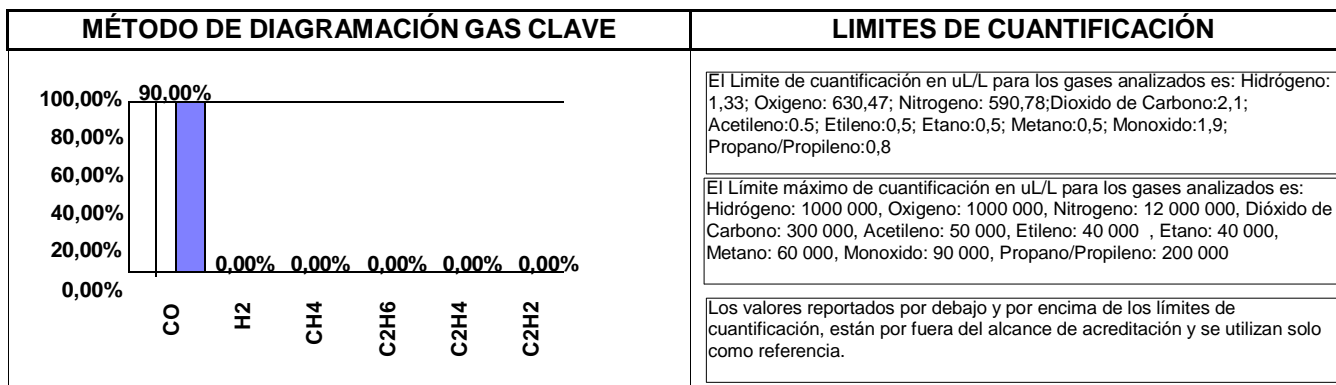 MÉTODO DE DIAGRAMACIÓN GAS CLAVE
100,00%
80,00%
60,00%
40,00%
20,00%
0,00%
90,00%
0,00%
0,00%
0,00%
0,00%
0,00%
CO
H2
CH4
C2H6
C2H4
C2H2
LIMITES DE CUANTIFICACIÓN
El Limite de cuantificación en uL/L para los gases analizados es: Hidrógeno:
1,33; Oxigeno: 630,47; Nitrogeno: 590,78;Dioxido de Carbono:2,1;
Acetileno:0.5; Etileno:0,5; Etano:0,5; Metano:0,5; Monoxido:1,9;
Propano/Propileno:0,8
El Límite máximo de cuantificación en uL/L para los gases analizados es:
Hidrógeno: 1000 000, Oxigeno: 1000 000, Nitrogeno: 12 000 000, Dióxido de
Carbono: 300 000, Acetileno: 50 000, Etileno: 40 000 , Etano: 40 000,
Metano: 60 000, Monoxido: 90 000, Propano/Propileno: 200 000
Los valores reportados por debajo y por encima de los límites de
cuantificación, están por fuera del alcance de acreditación y se utilizan solo
como referencia.